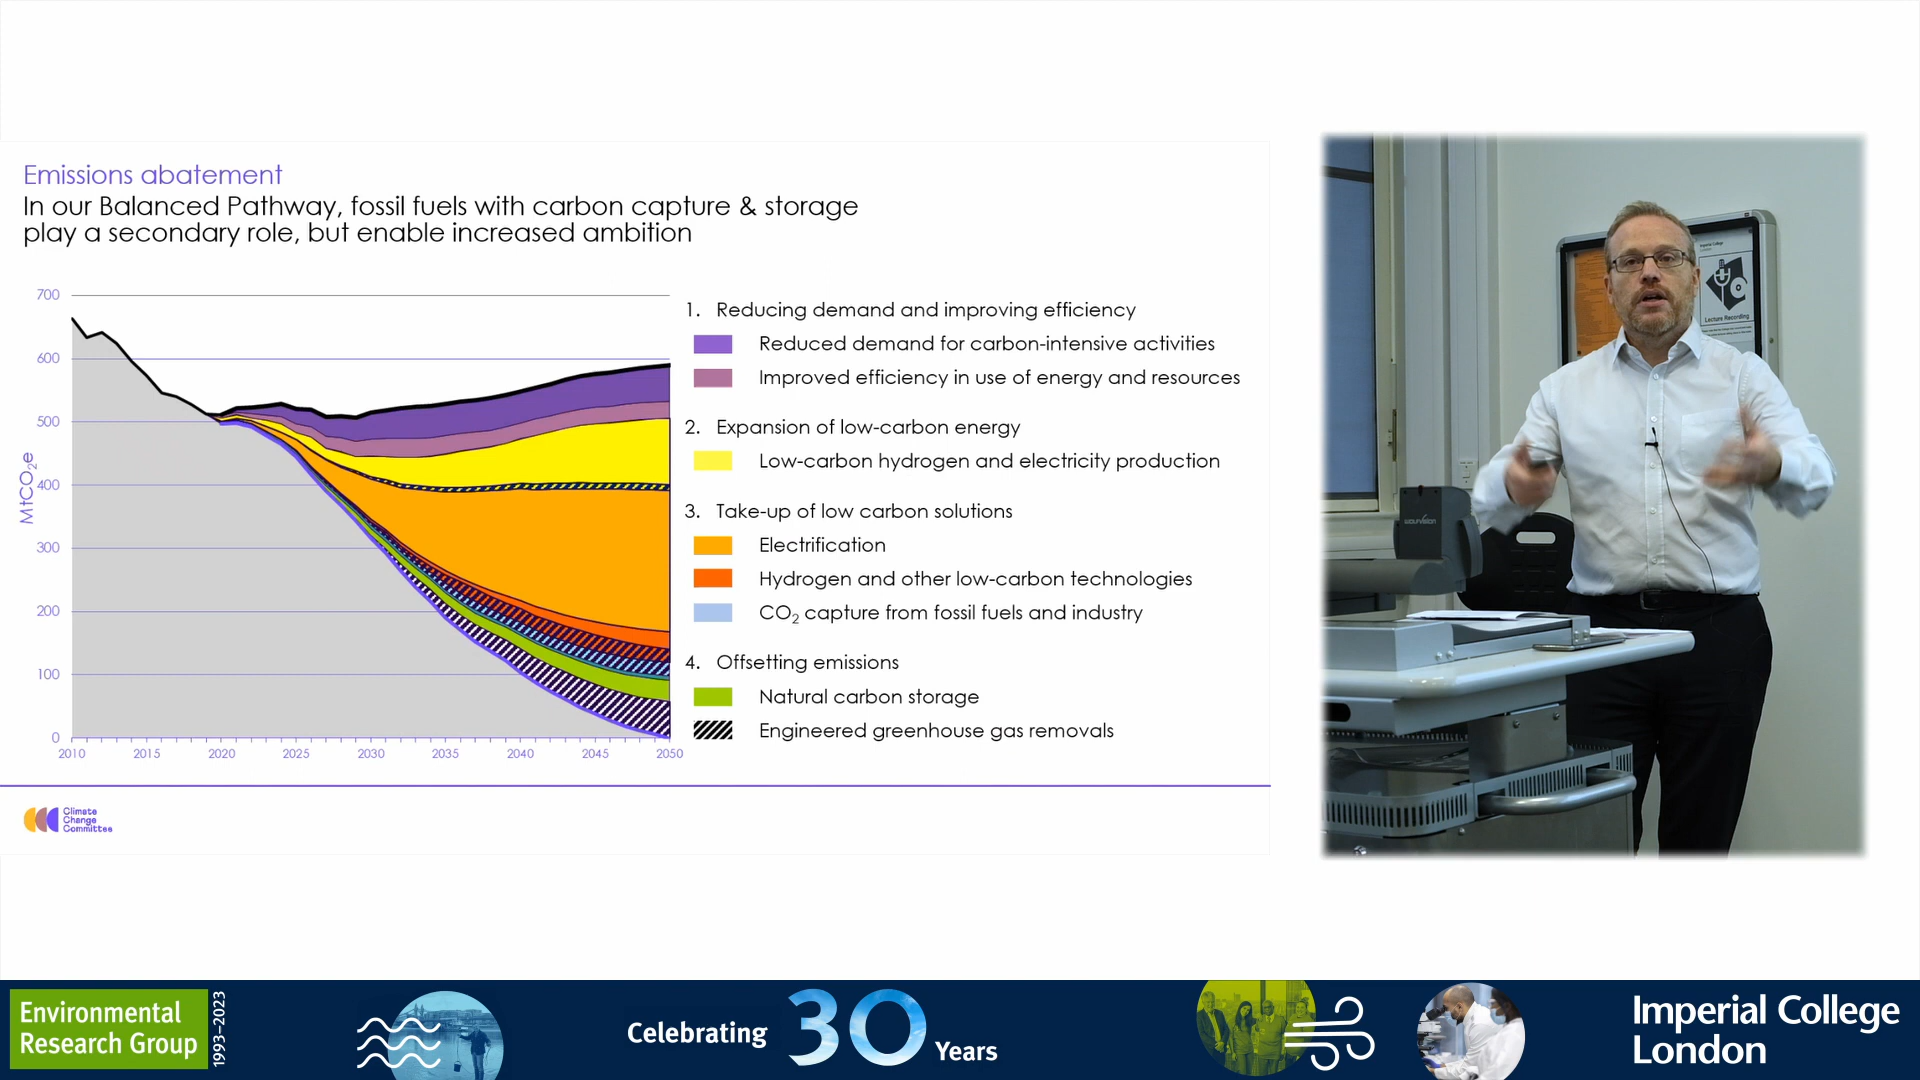 Emissions abatement
In our Balanced Pathway, fossil fuels with carbon capture & storage
play a secondary role, but enable increased ambition
700
600
500
400
300
200
100
0
MtCO₂e
2010
2015
2020
2025
2030
2035
2040
2045
2050
1. Reducing demand and improving efficiency
Reduced demand for carbon-intensive activities
Improved efficiency in use of energy and resources
2. Expansion of low-carbon energy
Low-carbon hydrogen and electricity production
3. Take-up of low carbon solutions
Electrification
Hydrogen and other low-carbon technologies
CO₂ capture from fossil fuels and industry
4. Offsetting emissions
Natural carbon storage
Engineered greenhouse gas removals
Climate
Change
Committee
Imperial College
Lecture Recording
wolfvision
Environmental
Research Group
1993–2023
Celebrating 30 Years
Imperial College
London